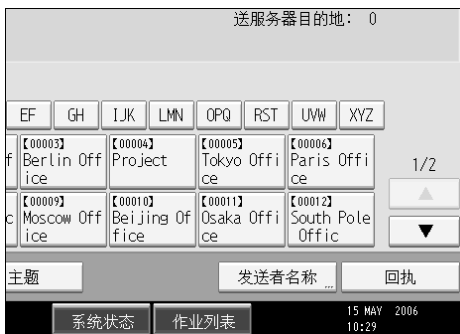 送服务器目的地： 0
EF GH IJK LMN OPQ RST UVW XYZ
【00003】 【00004】 【00005】 【00006】
f Berlin Off Project Tokyo Offi Paris Offi
ice ce ce
1/2
【00009】 【00010】 【00011】 【00012】
c Moscow Off Beijing Of Osaka Offi South Pole
ice fice ce Offic
主题 发送者名称 ... 回执
系统状态 作业列表 15 MAY 2006
10:29